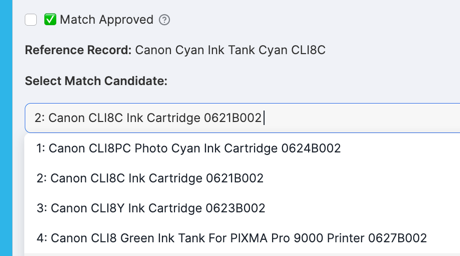 ✅ Match Approved ?
Reference Record: Canon Cyan Ink Tank Cyan CLI8C
Select Match Candidate:
2: Canon CLI8C Ink Cartridge 0621B002
1: Canon CLI8PC Photo Cyan Ink Cartridge 0624B002
2: Canon CLI8C Ink Cartridge 0621B002
3: Canon CLI8Y Ink Cartridge 0623B002
4: Canon CLI8 Green Ink Tank For PIXMA Pro 9000 Printer 0627B002